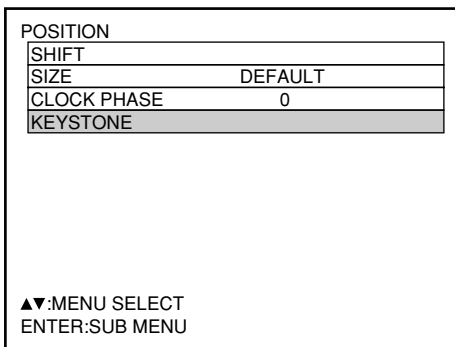 POSITION
SHIFT
SIZE DEFAULT
CLOCK PHASE 0
KEYSTONE
▲▼:MENU SELECT
ENTER:SUB MENU